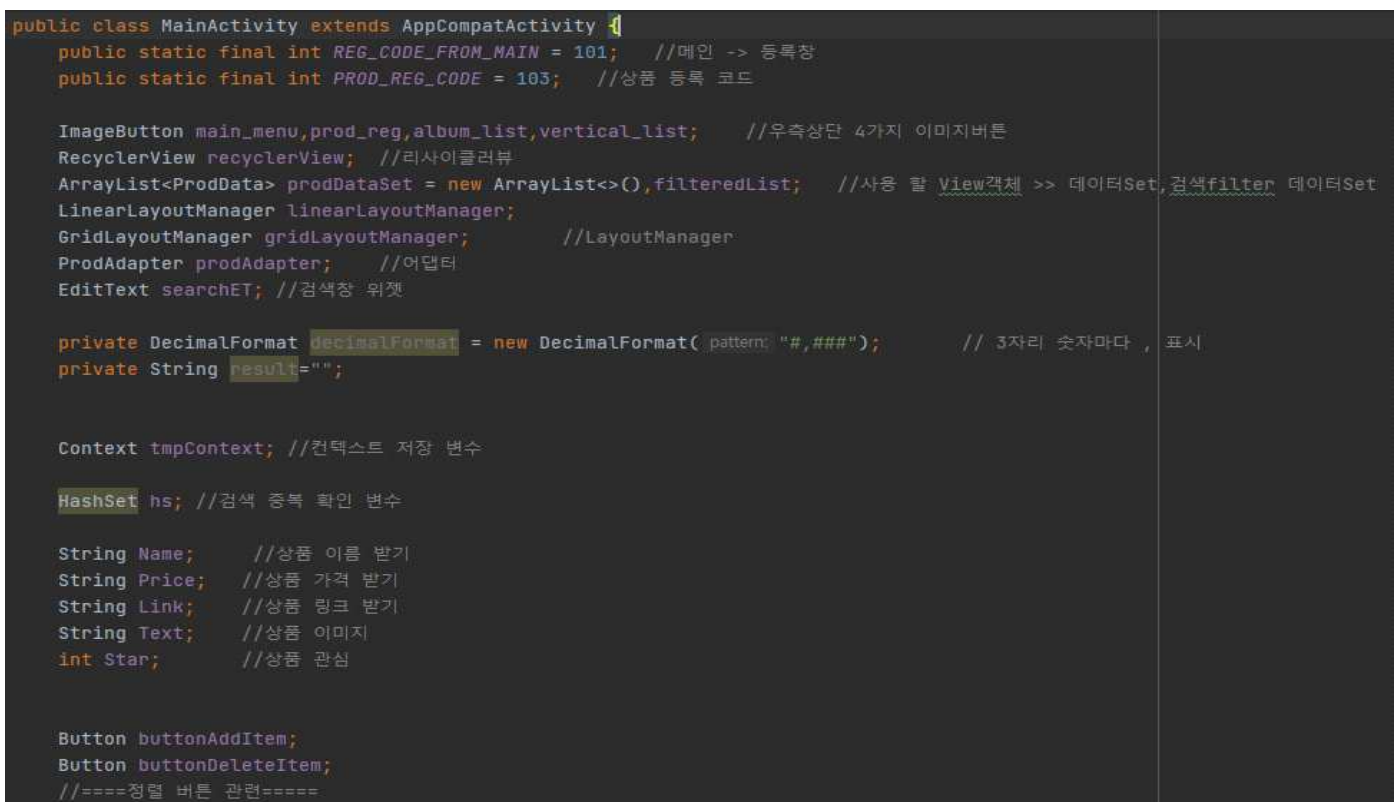 public class MainActivity extends AppCompatActivity {
public static final int REG_CODE_FROM_MAIN = 101; //메인 -> 등록창
public static final int PROD_REG_CODE = 103; //상품 등록 코드
ImageButton main_menu,prod_reg,album_list,vertical_list; //우측상단 4가지 이미지버튼
RecyclerView recyclerView; //리사이클러뷰
ArrayList<ProdData> prodDataSet = new ArrayList<>(),filteredList; //사용 할 View객체 >> 데이터Set,검색filter 데이터Set
LinearLayoutManager linearLayoutManager;
GridLayoutManager gridLayoutManager; //LayoutManager
ProdAdapter prodAdapter; //어댑터
EditText searchET; //검색창 위젯
private DecimalFormat decimalFormat = new DecimalFormat( pattern: "#,###"); // 3자리 숫자마다 , 표시
private String result="";
Context tmpContext; //컨텍스트 저장 변수
HashSet hs; //검색 중복 확인 변수
String Name; //상품 이름 받기
String Price; //상품 가격 받기
String Link; //상품 링크 받기
String Text; //상품 이미지
int Star; //상품 관심
Button buttonAddItem;
Button buttonDeleteItem;
//====정렬 버튼 관련=====